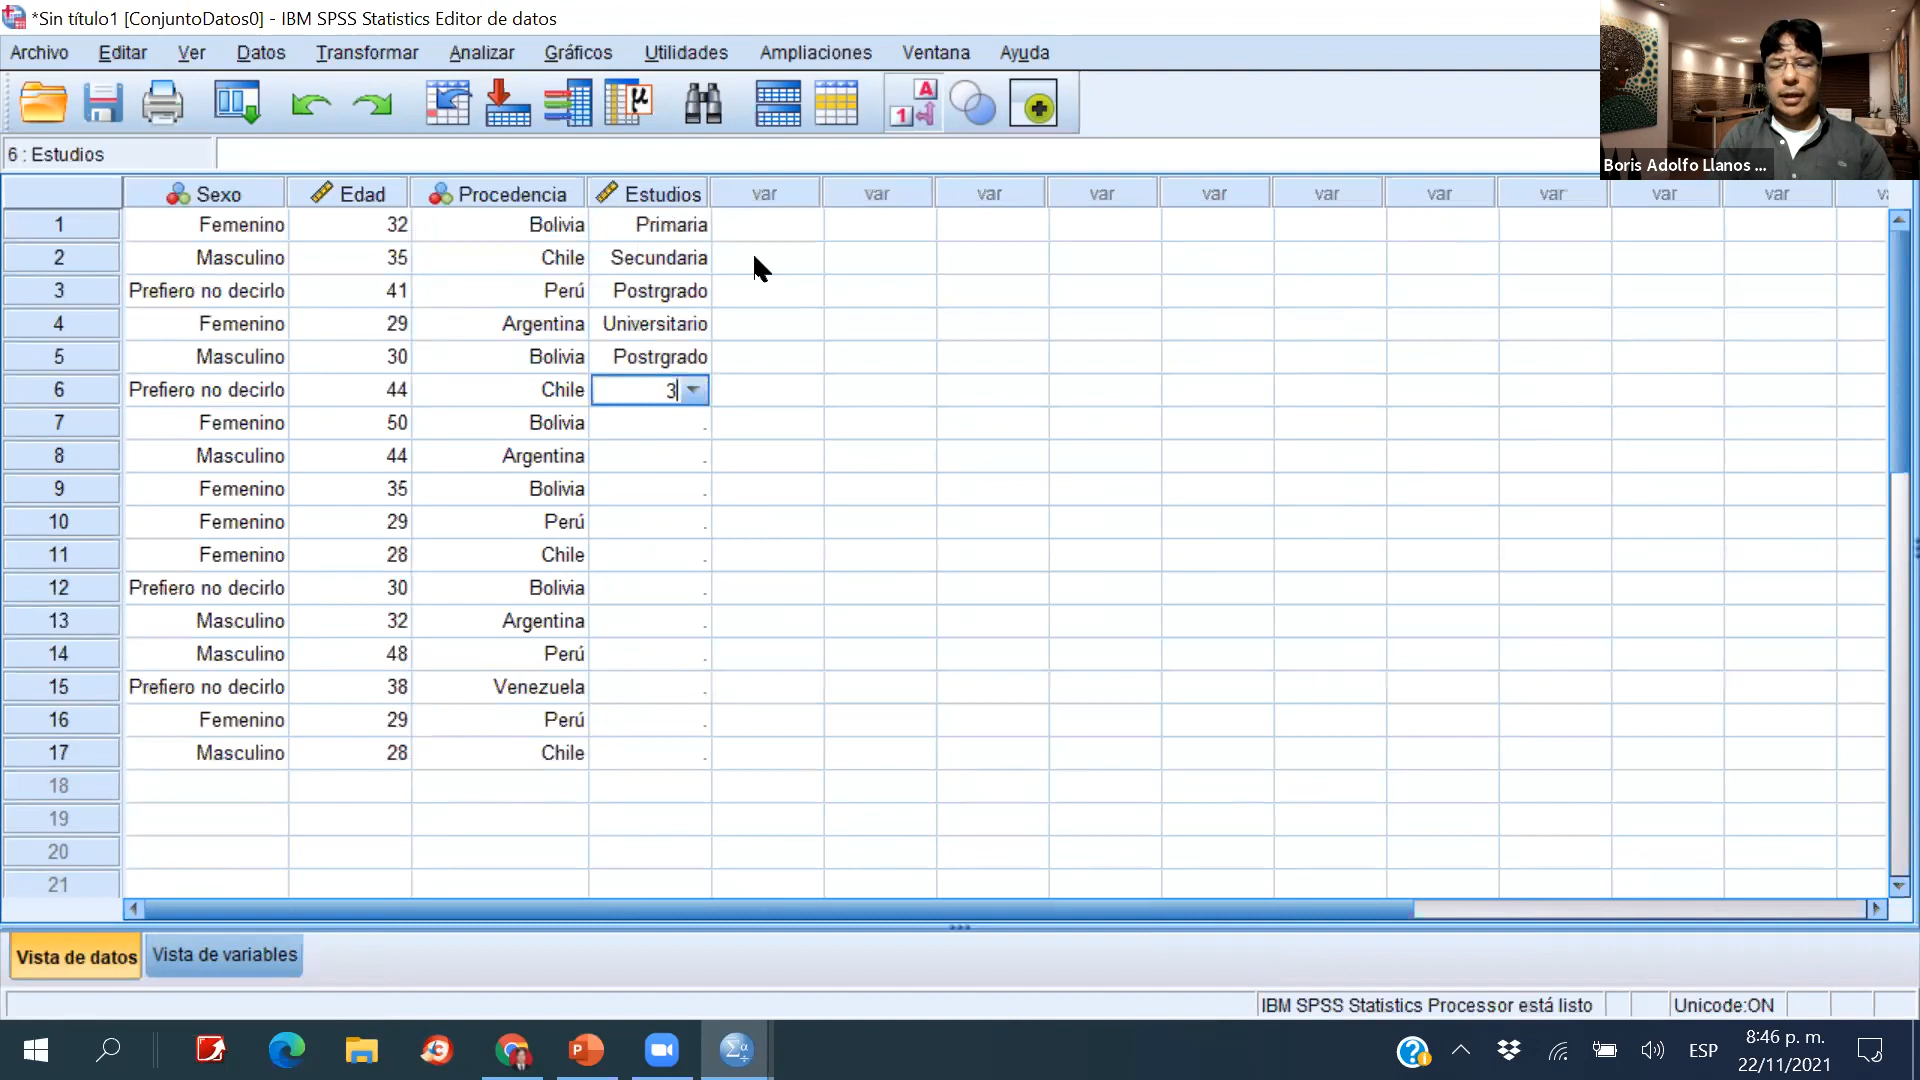 *Sin título1 [ConjuntoDatos0] - IBM SPSS Statistics Editor de datos
Archivo Editar Ver Datos Transformar Analizar Gráficos Utilidades Ampliaciones Ventana Ayuda
6 : Estudios
Boris Adolfo Llanos ...
Sexo Edad Procedencia Estudios var var var var var var var var var var
1 Femenino 32 Bolivia Primaria
2 Masculino 35 Chile Secundaria
3 Prefiero no decirlo 41 Perú Postrgrado
4 Femenino 29 Argentina Universitario
5 Masculino 30 Bolivia Postrgrado
6 Prefiero no decirlo 44 Chile 3
7 Femenino 50 Bolivia .
8 Masculino 44 Argentina .
9 Femenino 35 Bolivia .
10 Femenino 29 Perú .
11 Femenino 28 Chile .
12 Prefiero no decirlo 30 Bolivia .
13 Masculino 32 Argentina .
14 Masculino 48 Perú .
15 Prefiero no decirlo 38 Venezuela .
16 Femenino 29 Perú .
17 Masculino 28 Chile .
18
19
20
21
Vista de datos Vista de variables
IBM SPSS Statistics Processor está listo Unicode:ON
ESP 8:46 p. m.
22/11/2021